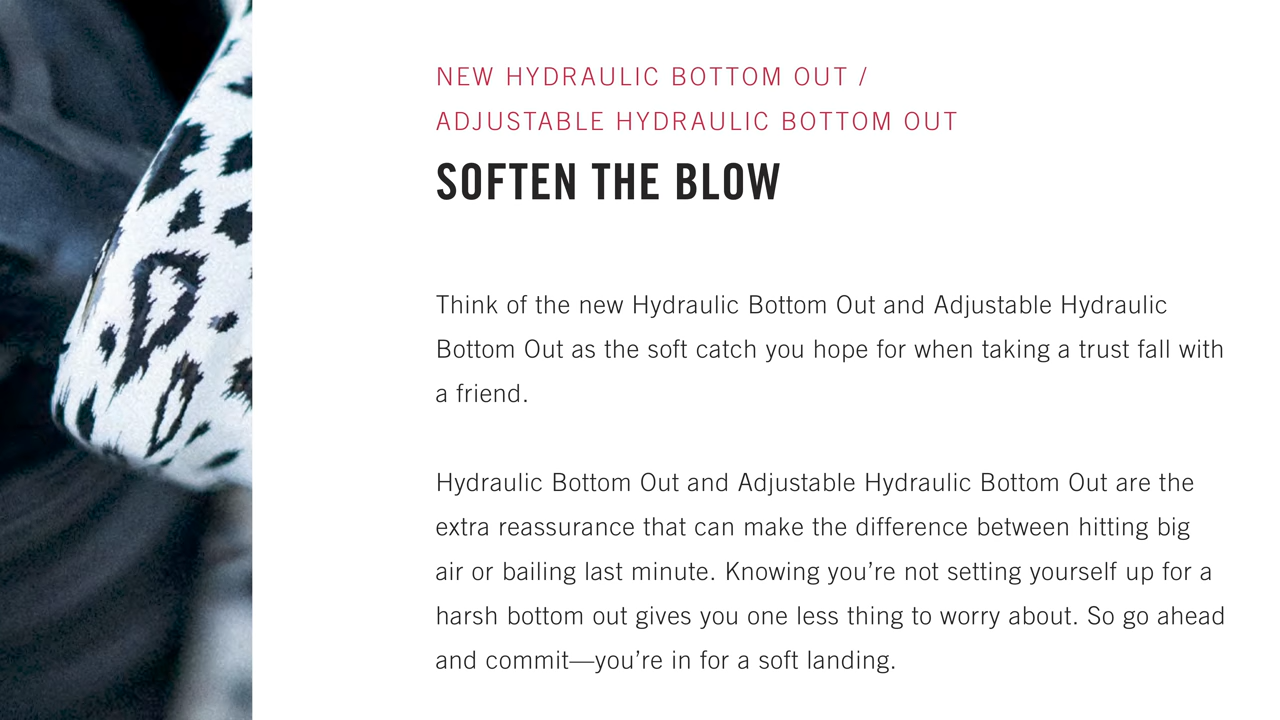 NEW HYDRAULIC BOTTOM OUT /
ADJUSTABLE HYDRAULIC BOTTOM OUT
SOFTEN THE BLOW
Think of the new Hydraulic Bottom Out and Adjustable Hydraulic
Bottom Out as the soft catch you hope for when taking a trust fall with
a friend.
Hydraulic Bottom Out and Adjustable Hydraulic Bottom Out are the
extra reassurance that can make the difference between hitting big
air or bailing last minute. Knowing you’re not setting yourself up for a
harsh bottom out gives you one less thing to worry about. So go ahead
and commit—you’re in for a soft landing.